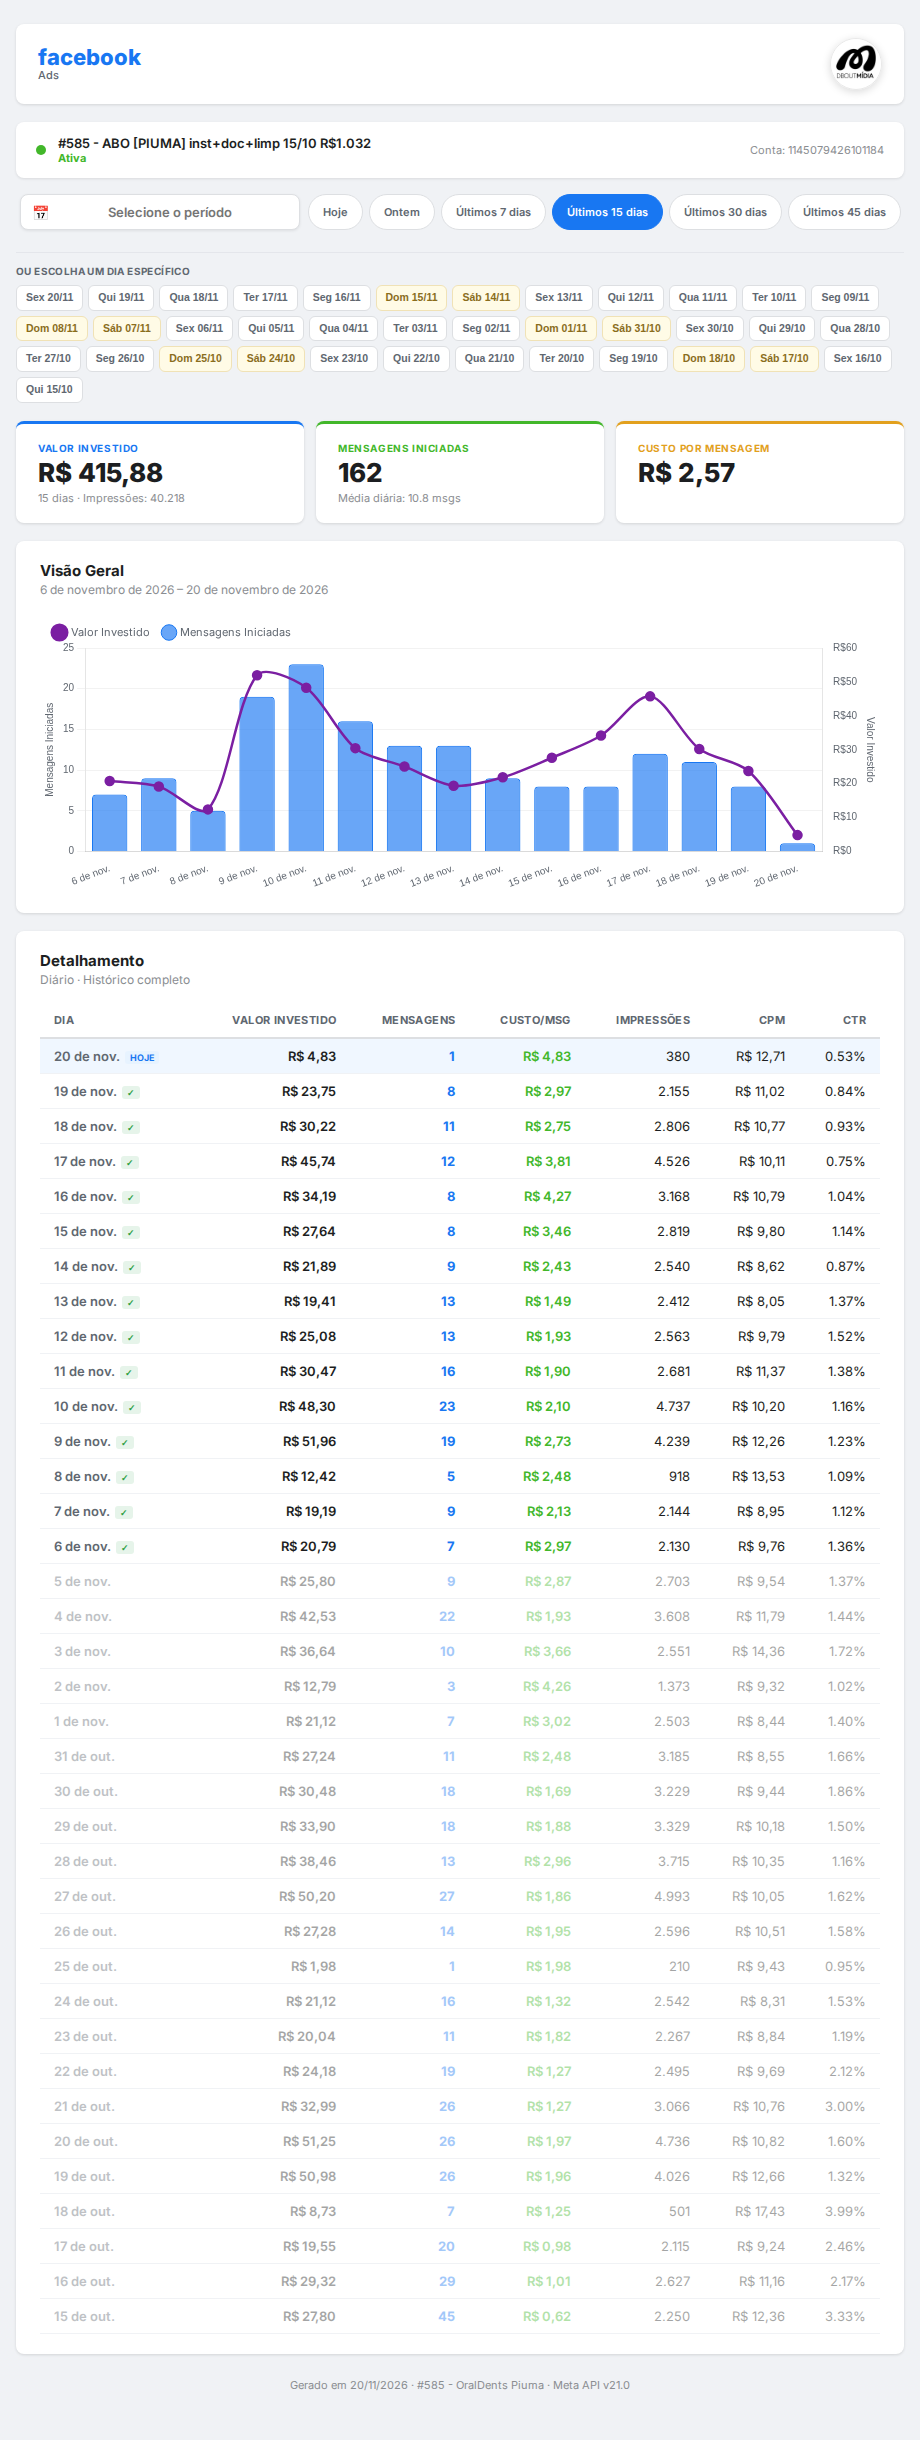 facebook
Ads
DBOUTMÍDIA
#585 - ABO [PIUMA] inst+doc+limp 15/10 R$1.032
Ativa
Conta: 1145079426101184
Selecione o período
Hoje
Ontem
Últimos 7 dias
Últimos 15 dias
Últimos 30 dias
Últimos 45 dias
OU ESCOLHA UM DIA ESPECÍFICO
Sex 20/11 Qui 19/11 Qua 18/11 Ter 17/11 Seg 16/11 Dom 15/11 Sáb 14/11 Sex 13/11 Qui 12/11 Qua 11/11 Ter 10/11 Seg 09/11
Dom 08/11 Sáb 07/11 Sex 06/11 Qui 05/11 Qua 04/11 Ter 03/11 Seg 02/11 Dom 01/11 Sáb 31/10 Sex 30/10 Qui 29/10 Qua 28/10
Ter 27/10 Seg 26/10 Dom 25/10 Sáb 24/10 Sex 23/10 Qui 22/10 Qua 21/10 Ter 20/10 Seg 19/10 Dom 18/10 Sáb 17/10 Sex 16/10
Qui 15/10
VALOR INVESTIDO
R$ 415,88
15 dias · Impressões: 40.218
MENSAGENS INICIADAS
162
Média diária: 10.8 msgs
CUSTO POR MENSAGEM
R$ 2,57
Visão Geral
6 de novembro de 2026 – 20 de novembro de 2026
Valor Investido Mensagens Iniciadas
Mensagens Iniciadas
25
20
15
10
5
0
R$60
R$50
R$40
R$30
R$20
R$10
R$0
Valor Investido
6 de nov. 7 de nov. 8 de nov. 9 de nov. 10 de nov. 11 de nov. 12 de nov. 13 de nov. 14 de nov. 15 de nov. 16 de nov. 17 de nov. 18 de nov. 19 de nov. 20 de nov.
Detalhamento
Diário · Histórico completo
DIA VALOR INVESTIDO MENSAGENS CUSTO/MSG IMPRESSÕES CPM CTR
20 de nov. HOJE R$ 4,83 1 R$ 4,83 380 R$ 12,71 0.53%
19 de nov. ✓ R$ 23,75 8 R$ 2,97 2.155 R$ 11,02 0.84%
18 de nov. ✓ R$ 30,22 11 R$ 2,75 2.806 R$ 10,77 0.93%
17 de nov. ✓ R$ 45,74 12 R$ 3,81 4.526 R$ 10,11 0.75%
16 de nov. ✓ R$ 34,19 8 R$ 4,27 3.168 R$ 10,79 1.04%
15 de nov. ✓ R$ 27,64 8 R$ 3,46 2.819 R$ 9,80 1.14%
14 de nov. ✓ R$ 21,89 9 R$ 2,43 2.540 R$ 8,62 0.87%
13 de nov. ✓ R$ 19,41 13 R$ 1,49 2.412 R$ 8,05 1.37%
12 de nov. ✓ R$ 25,08 13 R$ 1,93 2.563 R$ 9,79 1.52%
11 de nov. ✓ R$ 30,47 16 R$ 1,90 2.681 R$ 11,37 1.38%
10 de nov. ✓ R$ 48,30 23 R$ 2,10 4.737 R$ 10,20 1.16%
9 de nov. ✓ R$ 51,96 19 R$ 2,73 4.239 R$ 12,26 1.23%
8 de nov. ✓ R$ 12,42 5 R$ 2,48 918 R$ 13,53 1.09%
7 de nov. ✓ R$ 19,19 9 R$ 2,13 2.144 R$ 8,95 1.12%
6 de nov. ✓ R$ 20,79 7 R$ 2,97 2.130 R$ 9,76 1.36%
5 de nov. R$ 25,80 9 R$ 2,87 2.703 R$ 9,54 1.37%
4 de nov. R$ 42,53 22 R$ 1,93 3.608 R$ 11,79 1.44%
3 de nov. R$ 36,64 10 R$ 3,66 2.551 R$ 14,36 1.72%
2 de nov. R$ 12,79 3 R$ 4,26 1.373 R$ 9,32 1.02%
1 de nov. R$ 21,12 7 R$ 3,02 2.503 R$ 8,44 1.40%
31 de out. R$ 27,24 11 R$ 2,48 3.185 R$ 8,55 1.66%
30 de out. R$ 30,48 18 R$ 1,69 3.229 R$ 9,44 1.86%
29 de out. R$ 33,90 18 R$ 1,88 3.329 R$ 10,18 1.50%
28 de out. R$ 38,46 13 R$ 2,96 3.715 R$ 10,35 1.16%
27 de out. R$ 50,20 27 R$ 1,86 4.993 R$ 10,05 1.62%
26 de out. R$ 27,28 14 R$ 1,95 2.596 R$ 10,51 1.58%
25 de out. R$ 1,98 1 R$ 1,98 210 R$ 9,43 0.95%
24 de out. R$ 21,12 16 R$ 1,32 2.542 R$ 8,31 1.53%
23 de out. R$ 20,04 11 R$ 1,82 2.267 R$ 8,84 1.19%
22 de out. R$ 24,18 19 R$ 1,27 2.495 R$ 9,69 2.12%
21 de out. R$ 32,99 26 R$ 1,27 3.066 R$ 10,76 3.00%
20 de out. R$ 51,25 26 R$ 1,97 4.736 R$ 10,82 1.60%
19 de out. R$ 50,98 26 R$ 1,96 4.026 R$ 12,66 1.32%
18 de out. R$ 8,73 7 R$ 1,25 501 R$ 17,43 3.99%
17 de out. R$ 19,55 20 R$ 0,98 2.115 R$ 9,24 2.46%
16 de out. R$ 29,32 29 R$ 1,01 2.627 R$ 11,16 2.17%
15 de out. R$ 27,80 45 R$ 0,62 2.250 R$ 12,36 3.33%
Gerado em 20/11/2026 · #585 - OralDents Piuma · Meta API v21.0